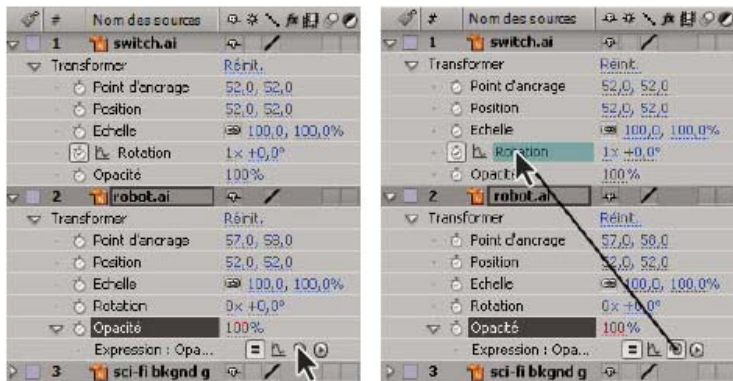 # Nom des sources
1 switch.ai
Transformer Réinit.
Point d'ancrage 52,0, 52,0
Position 52,0, 52,0
Echelle 100,0, 100,0%
Rotation 1x +0,0°
Opacité 100%
2 robot.ai
Transformer Réinit.
Point d'ancrage 57,0, 58,0
Position 52,0, 52,0
Echelle 100,0, 100,0%
Rotation 0x +0,0°
Opacité 100%
Expression : Opa...
3 sci-fi bkgnd g
# Nom des sources
1 switch.ai
Transformer Réinit.
Point d'ancrage 52,0, 52,0
Position 52,0, 52,0
Echelle 100,0, 100,0%
Rotation 1x +0,0°
Opacité 100%
2 robot.ai
Transformer Réinit.
Point d'ancrage 57,0, 58,0
Position 52,0, 52,0
Echelle 100,0, 100,0%
Rotation 0x +0,0°
Opacité 100%
Expression : Opa...
3 sci-fi bkgnd g